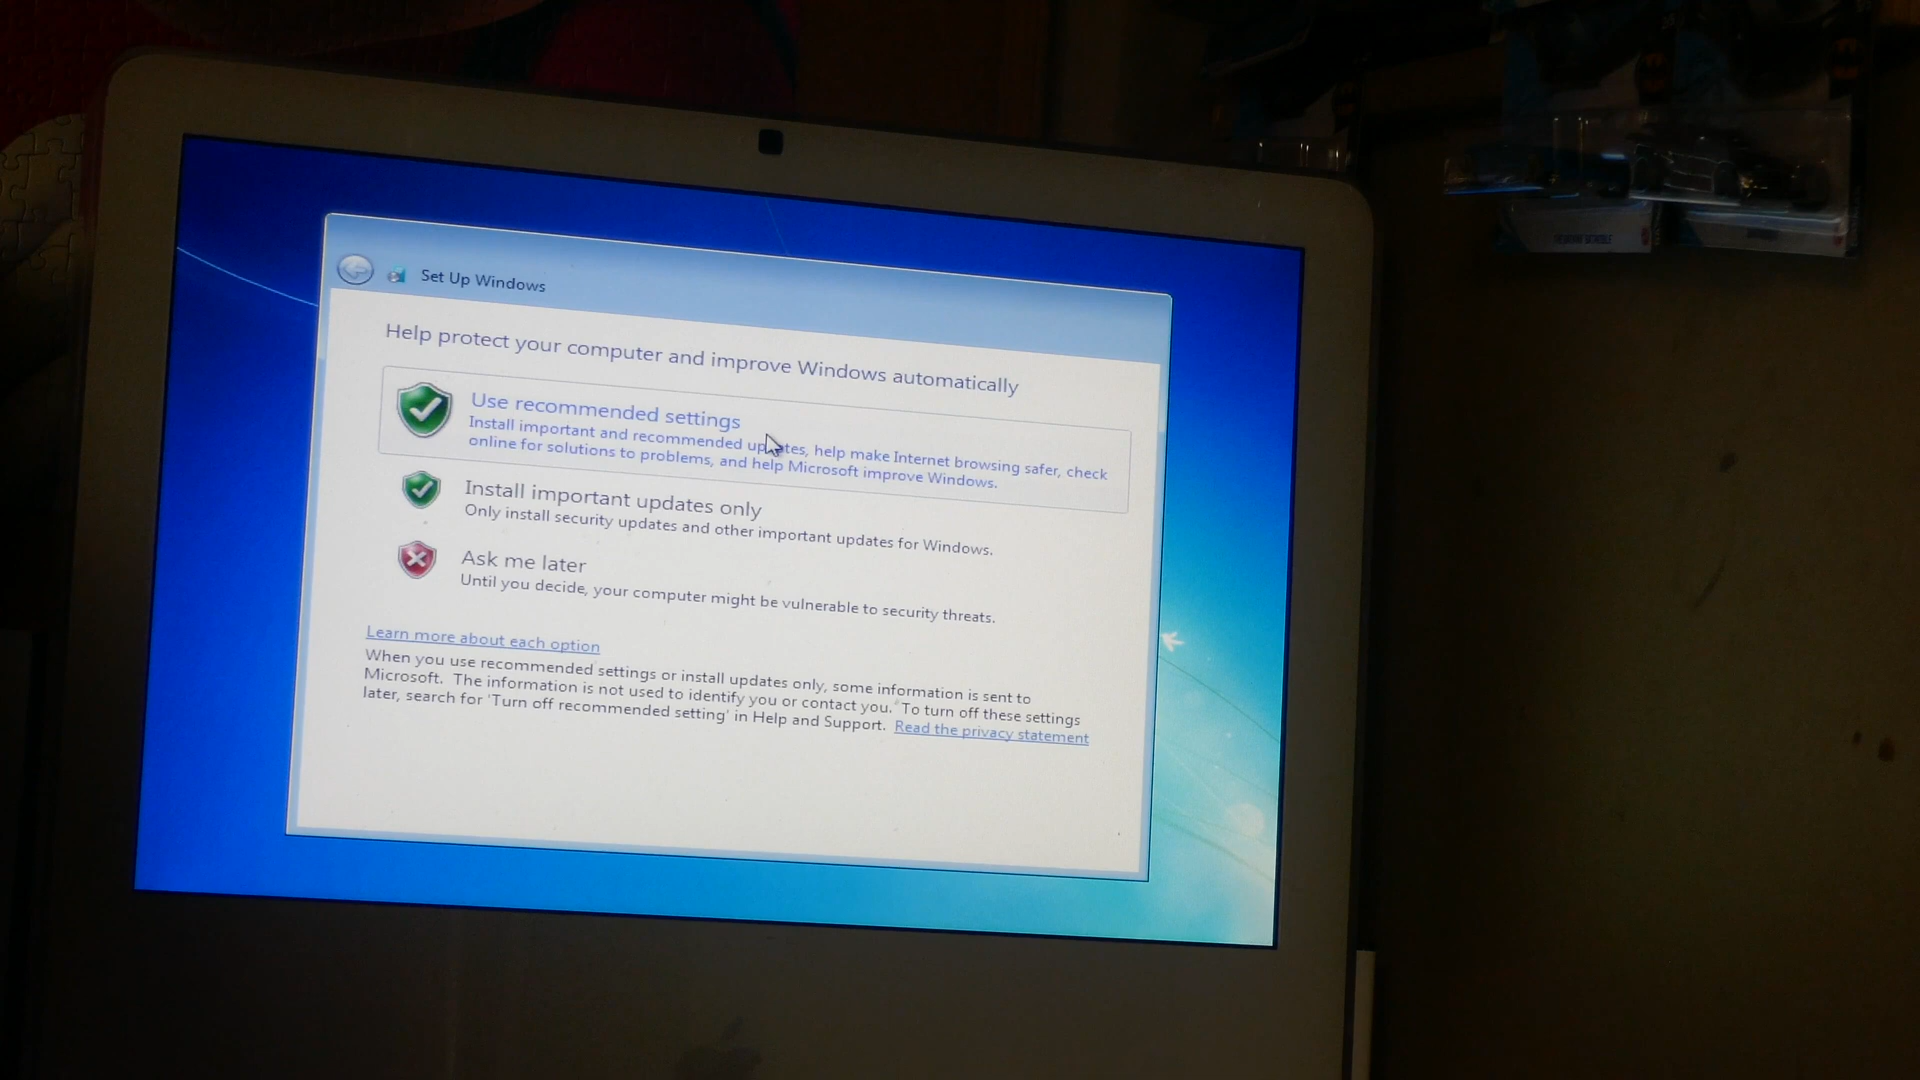 Set Up Windows
Help protect your computer and improve Windows automatically
Use recommended settings
Install important and recommended updates, help make Internet browsing safer, check
online for solutions to problems, and help Microsoft improve Windows.
Install important updates only
Only install security updates and other important updates for Windows.
Ask me later
Until you decide, your computer might be vulnerable to security threats.
Learn more about each option
When you use recommended settings or install updates only, some information is sent to
Microsoft. The information is not used to identify you or contact you. To turn off these settings
later, search for 'Turn off recommended setting' in Help and Support. Read the privacy statement